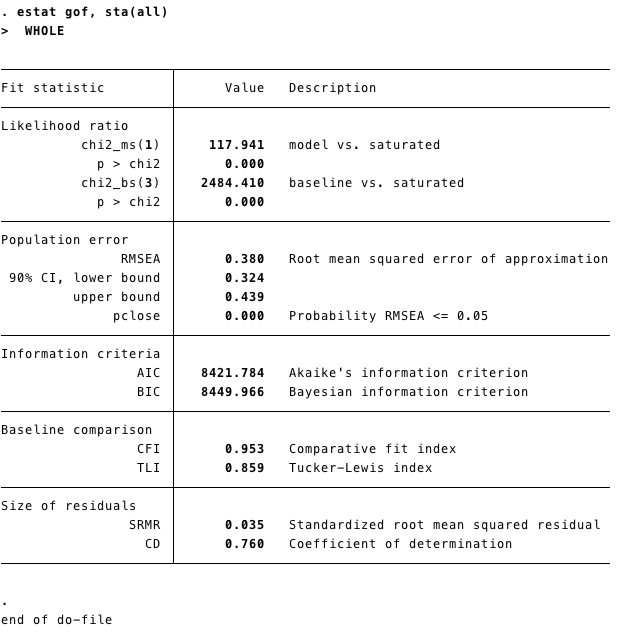 . estat gof, sta(all)
>  WHOLE
Fit statistic Value Description
Likelihood ratio
chi2_ms(1) 117.941 model vs. saturated
p > chi2 0.000
chi2_bs(3) 2484.410 baseline vs. saturated
p > chi2 0.000
Population error
RMSEA 0.380 Root mean squared error of approximation
90% CI, lower bound 0.324
upper bound 0.439
pclose 0.000 Probability RMSEA <= 0.05
Information criteria
AIC 8421.784 Akaike's information criterion
BIC 8449.966 Bayesian information criterion
Baseline comparison
CFI 0.953 Comparative fit index
TLI 0.859 Tucker–Lewis index
Size of residuals
SRMR 0.035 Standardized root mean squared residual
CD 0.760 Coefficient of determination
.
end of do–file